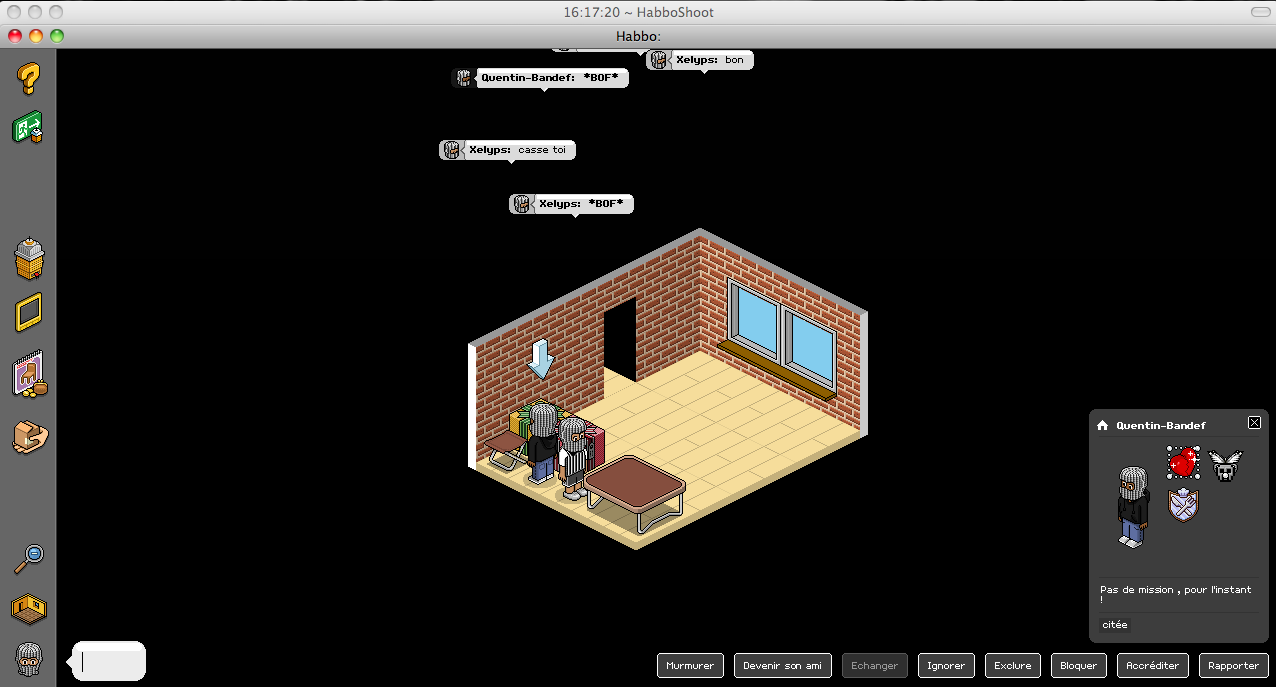 16:17:20 ~ HabboShoot
Habbo:
Xelyps: bon
Quentin-Bandef: *BOF*
Xelyps: casse toi
Xelyps: *BOF*
Quentin-Bandef
Pas de mission , pour l'instant
!
citée
Murmurer
Devenir son ami
Echanger
Ignorer
Exclure
Bloquer
Accréditer
Rapporter